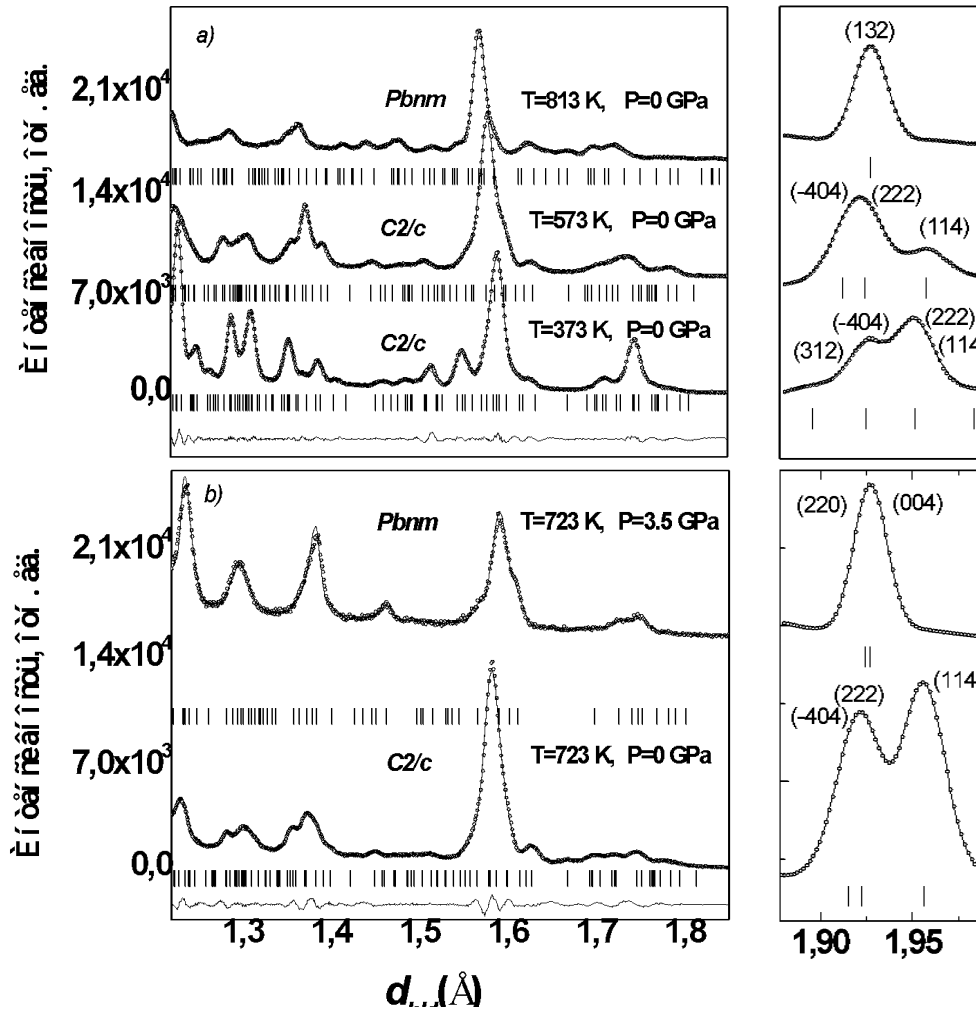 a)
2,1x10⁴
1,4x10⁴
7,0x10³
0,0
Pbnm T=813 K, P=0 GPa
C2/c T=573 K, P=0 GPa
C2/c T=373 K, P=0 GPa
(132)
(-404) (222) (114)
(312) (-404) (222) (114
b)
2,1x10⁴
1,4x10⁴
7,0x10³
0,0
Pbnm T=723 K, P=3.5 GPa
C2/c T=723 K, P=0 GPa
1,3 1,4 1,5 1,6 1,7 1,8
(220) (004)
(-404) (222) (114
1,90 1,95